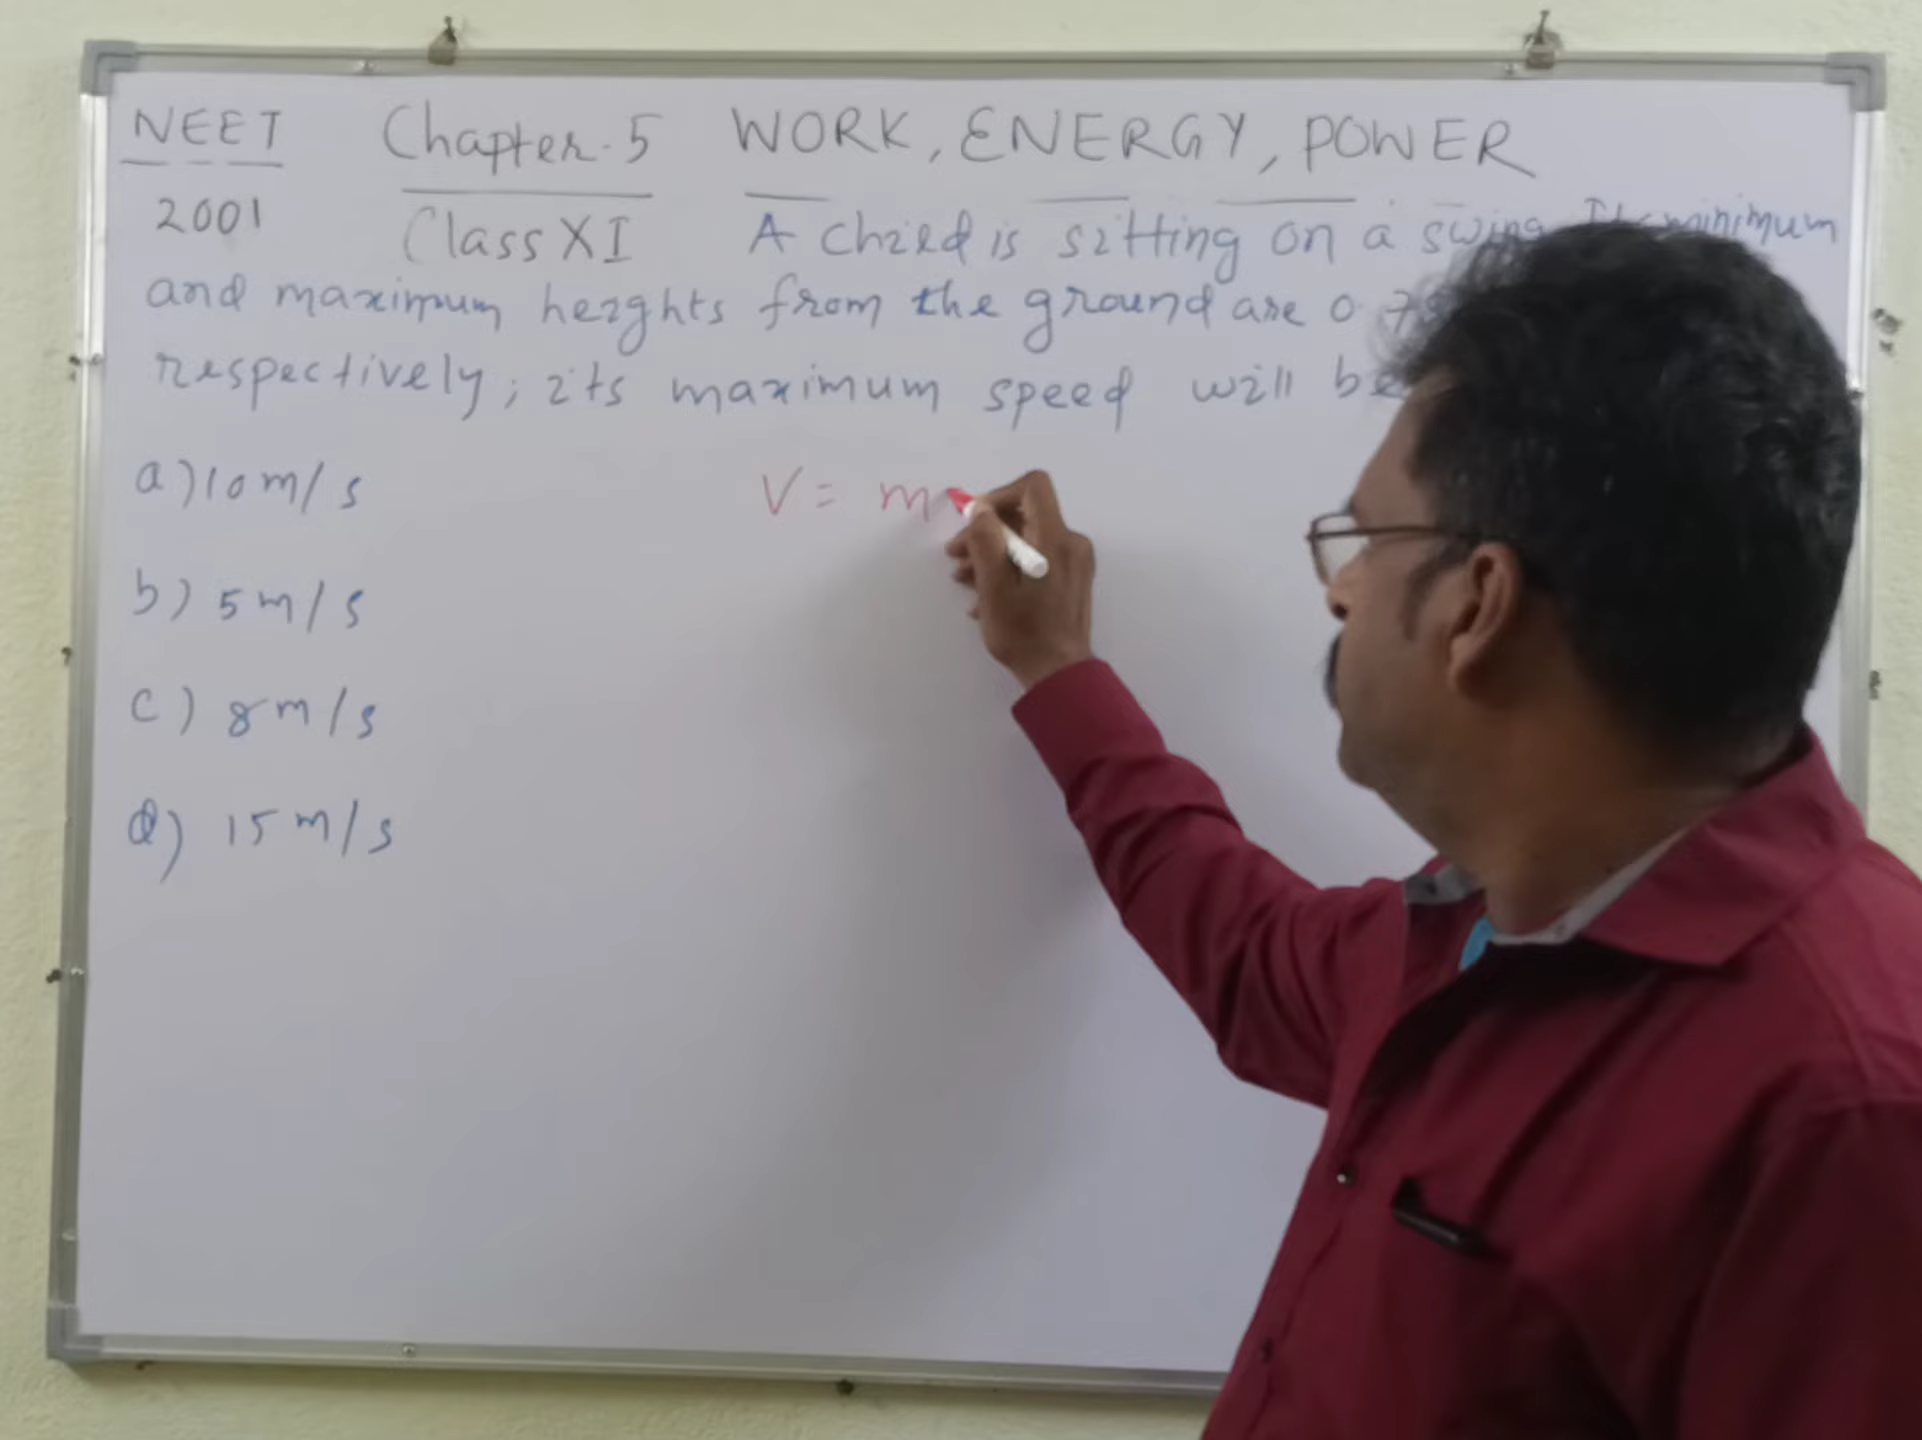 NEET Chapter-5 WORK, ENERGY, POWER
2001 Class XI A child is sitting on a swing. Its minimum
and maximum heights from the ground are 0.75
respectively, its maximum speed will be
a) 10 m/s
b) 5 m/s
c) 8 m/s
d) 15 m/s
V = m